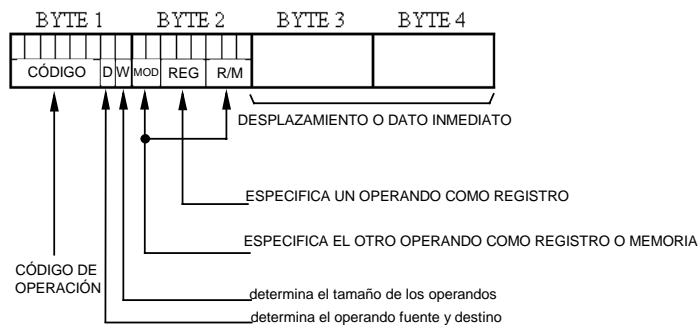 BYTE 1 BYTE 2 BYTE 3 BYTE 4
CÓDIGO D W MOD REG R/M
DESPLAZAMIENTO O DATO INMEDIATO
ESPECIFICA UN OPERANDO COMO REGISTRO
ESPECIFICA EL OTRO OPERANDO COMO REGISTRO O MEMORIA
CÓDIGO DE
OPERACIÓN
determina el tamaño de los operandos
determina el operando fuente y destino